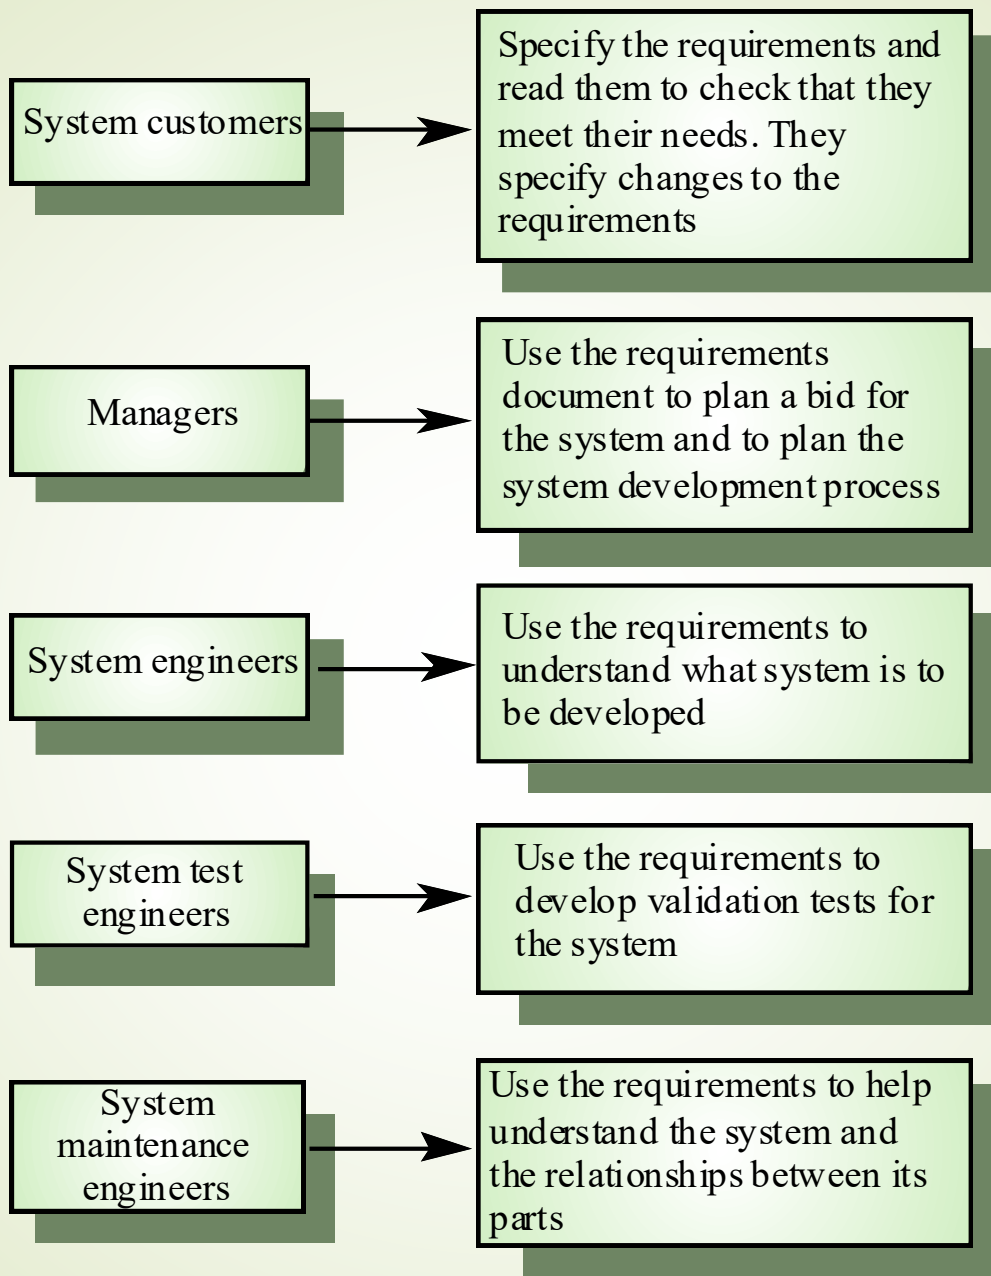 System customers
Specify the requirements and
read them to check that they
meet their needs. They
specify changes to the
requirements
Managers
Use the requirements
document to plan a bid for
the system and to plan the
system development process
System engineers
Use the requirements to
understand what system is to
be developed
System test
engineers
Use the requirements to
develop validation tests for
the system
System
maintenance
engineers
Use the requirements to help
understand the system and
the relationships between its
parts